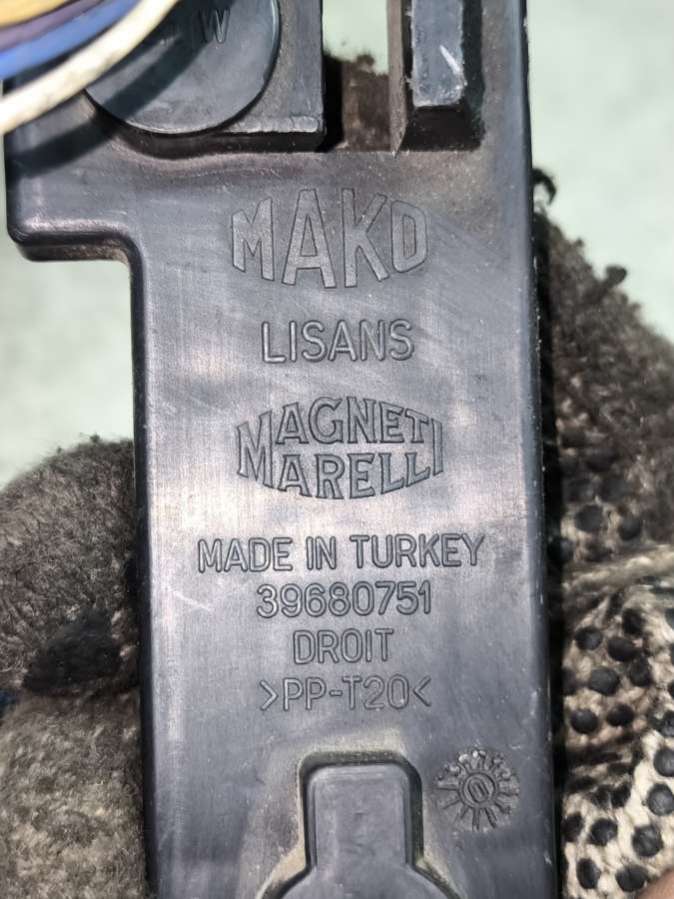 W
MAKO
LISANS
MAGNETI
MARELLI
MADE IN TURKEY
39680751
DROIT
>PP-T20<